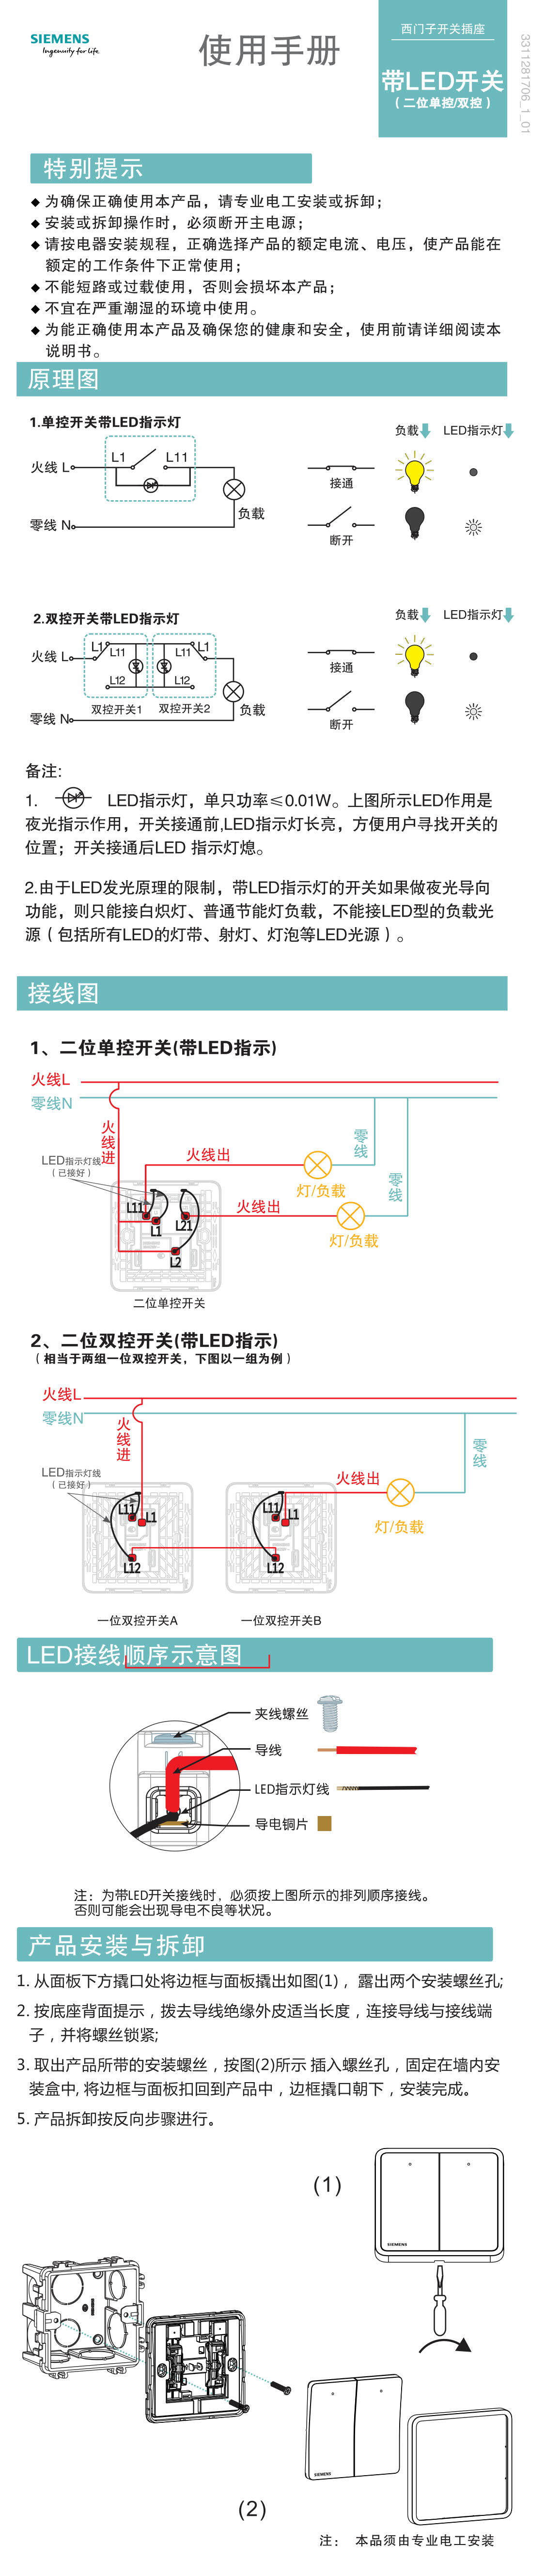 SIEMENS
Ingenuity for life.
使用手册
西门子开关插座
带LED开关
（二位单控/双控）
3311281706_1_01
特别提示
◆ 为确保正确使用本产品，请专业电工安装或拆卸；
◆ 安装或拆卸操作时，必须断开主电源；
◆ 请按电器安装规程，正确选择产品的额定电流、电压，使产品能在
额定的工作条件下正常使用；
◆ 不能短路或过载使用，否则会损坏本产品；
◆ 不宜在严重潮湿的环境中使用。
◆ 为能正确使用本产品及确保您的健康和安全，使用前请详细阅读本
说明书。
原理图
1.单控开关带LED指示灯
火线 L
L1
L11
负载
零线 N
负载
LED指示灯
接通
断开
2.双控开关带LED指示灯
火线 L
L1
L11
L12
L11
L1
L12
双控开关1
双控开关2
负载
零线 N
负载
LED指示灯
接通
断开
备注:
1. LED指示灯，单只功率≤0.01W。上图所示LED作用是
夜光指示作用，开关接通前,LED指示灯长亮，方便用户寻找开关的
位置；开关接通后LED 指示灯熄。
2.由于LED发光原理的限制，带LED指示灯的开关如果做夜光导向
功能，则只能接白炽灯、普通节能灯负载，不能接LED型的负载光
源（包括所有LED的灯带、射灯、灯泡等LED光源）。
接线图
1、二位单控开关(带LED指示)
火线L
零线N
火线进
LED指示灯线
（已接好）
火线出
零线
灯/负载
零线
火线出
灯/负载
L11
L1
L21
L2
二位单控开关
2、二位双控开关(带LED指示)
（相当于两组一位双控开关，下图以一组为例）
火线L
零线N
火线进
零线
LED指示灯线
（已接好）
火线出
灯/负载
L11
L1
L12
L11
L1
L12
一位双控开关A
一位双控开关B
LED接线顺序示意图
夹线螺丝
导线
LED指示灯线
导电铜片
注：为带LED开关接线时，必须按上图所示的排列顺序接线。
否则可能会出现导电不良等状况。
产品安装与拆卸
1. 从面板下方撬口处将边框与面板撬出如图(1)， 露出两个安装螺丝孔;
2. 按底座背面提示，拨去导线绝缘外皮适当长度，连接导线与接线端
子，并将螺丝锁紧;
3. 取出产品所带的安装螺丝，按图(2)所示 插入螺丝孔，固定在墙内安
装盒中, 将边框与面板扣回到产品中，边框撬口朝下，安装完成。
5. 产品拆卸按反向步骤进行。
(1)
SIEMENS
SIEMENS
(2)
注： 本品须由专业电工安装